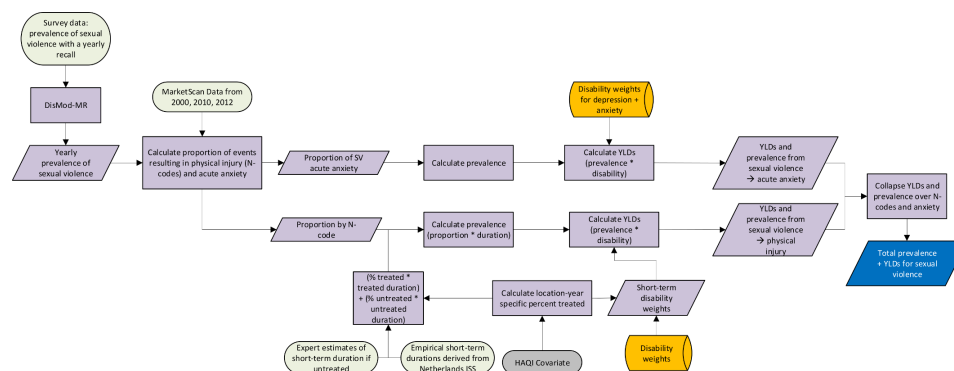 Survey data:
prevalence of sexual
violence with a yearly
recall
DisMod-MR
Yearly
prevalence of
sexual violence
MarketScan Data from
2000, 2010, 2012
Calculate proportion of events
resulting in physical injury (N-
codes) and acute anxiety
Proportion of SV
acute anxiety
Calculate prevalence
Disability weights
for depression +
anxiety
Calculate YLDs
(prevalence *
disability)
YLDs and
prevalence from
sexual violence
→ acute anxiety
Collapse YLDs and
prevalence over N-
codes and anxiety
Total prevalence
+ YLDs for sexual
violence
Proportion by N-
code
Calculate prevalence
(proportion * duration)
Calculate YLDs
(prevalence *
disability)
YLDs and
prevalence from
sexual violence
→ physical
injury
(% treated *
treated duration)
+ (% untreated *
untreated
duration)
Calculate location-year
specific percent treated
Short-term
disability
weights
Expert estimates of
short-term duration if
untreated
Empirical short-term
durations derived from
Netherlands ISS
HAQI Covariate
Disability
weights